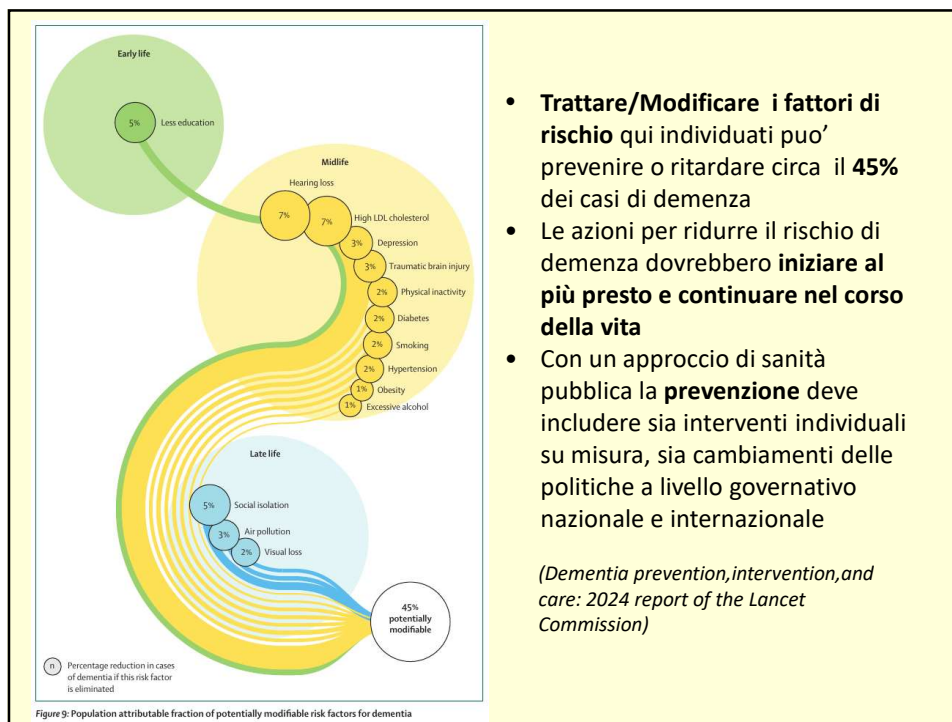 Early life
5%
Less education
Midlife
Hearing loss
7%
7%
High LDL cholesterol
3%
Depression
3%
Traumatic brain injury
2%
Physical inactivity
2%
Diabetes
2%
Smoking
2%
Hypertension
1%
Obesity
1%
Excessive alcohol
Late life
5%
Social isolation
3%
Air pollution
2%
Visual loss
45%
potentially
modifiable
n
Percentage reduction in cases
of dementia if this risk factor
is eliminated
Figure 9: Population attributable fraction of potentially modifiable risk factors for dementia
• Trattare/Modificare i fattori di
rischio qui individuati puo’
prevenire o ritardare circa il 45%
dei casi di demenza
• Le azioni per ridurre il rischio di
demenza dovrebbero iniziare al
più presto e continuare nel corso
della vita
• Con un approccio di sanità
pubblica la prevenzione deve
includere sia interventi individuali
su misura, sia cambiamenti delle
politiche a livello governativo
nazionale e internazionale
(Dementia prevention,intervention,and
care: 2024 report of the Lancet
Commission)